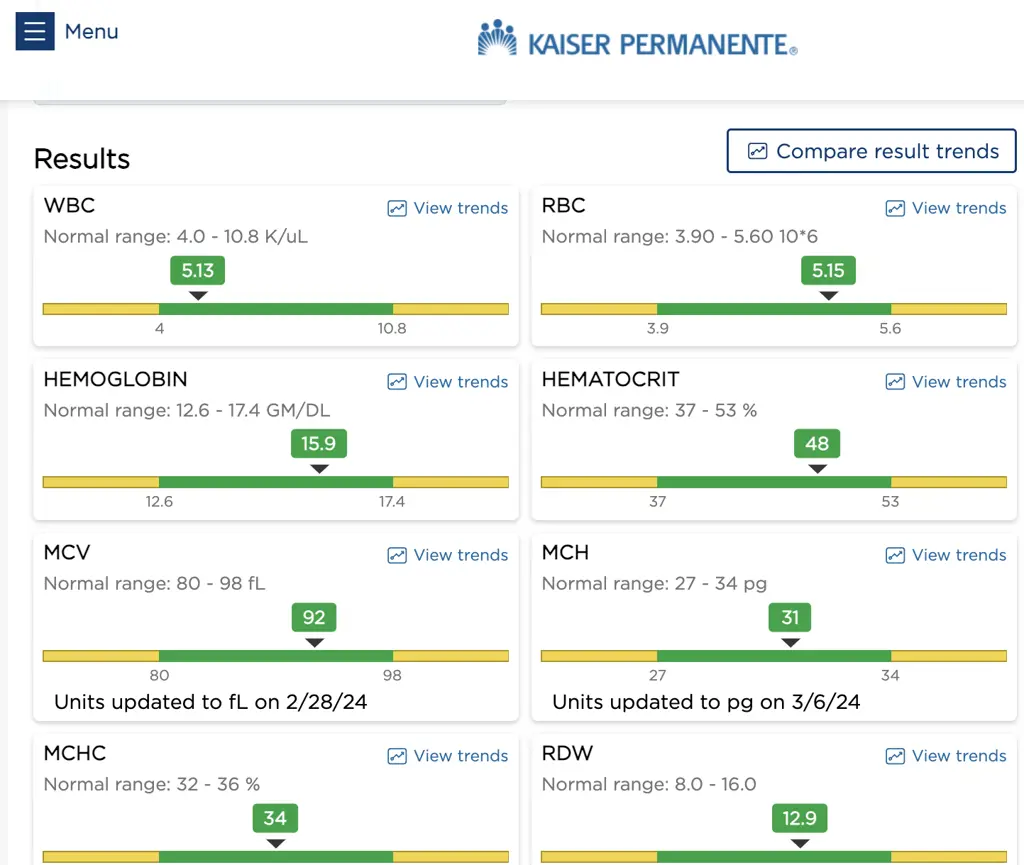 Menu
KAISER PERMANENTE®
Results
Compare result trends
WBC
View trends
Normal range: 4.0 - 10.8 K/uL
5.13
4
10.8
RBC
View trends
Normal range: 3.90 - 5.60 10*6
5.15
3.9
5.6
HEMOGLOBIN
View trends
Normal range: 12.6 - 17.4 GM/DL
15.9
12.6
17.4
HEMATOCRIT
View trends
Normal range: 37 - 53 %
48
37
53
MCV
View trends
Normal range: 80 - 98 fL
92
80
98
Units updated to fL on 2/28/24
MCH
View trends
Normal range: 27 - 34 pg
31
27
34
Units updated to pg on 3/6/24
MCHC
View trends
Normal range: 32 - 36 %
34
RDW
View trends
Normal range: 8.0 - 16.0
12.9